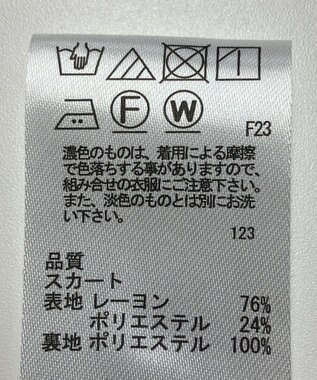 F
W
F23
濃色のものは、着用による摩擦
で色落ちする事がありますので、
組み合せの衣服にご注意下さい。
また、淡色のものとは別にお洗
い下さい。
123
品質
スカート
表地 レーヨン 76%
ポリエステル 24%
裏地 ポリエステル 100%